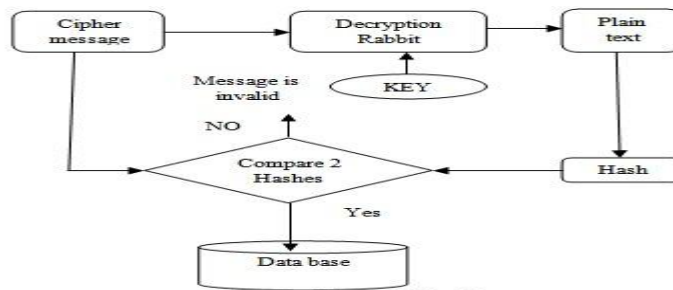 Cipher
message
Decryption
Rabbit
Plain
text
Message is
invalid
KEY
NO
Compare 2
Hashes
Hash
Yes
Data base